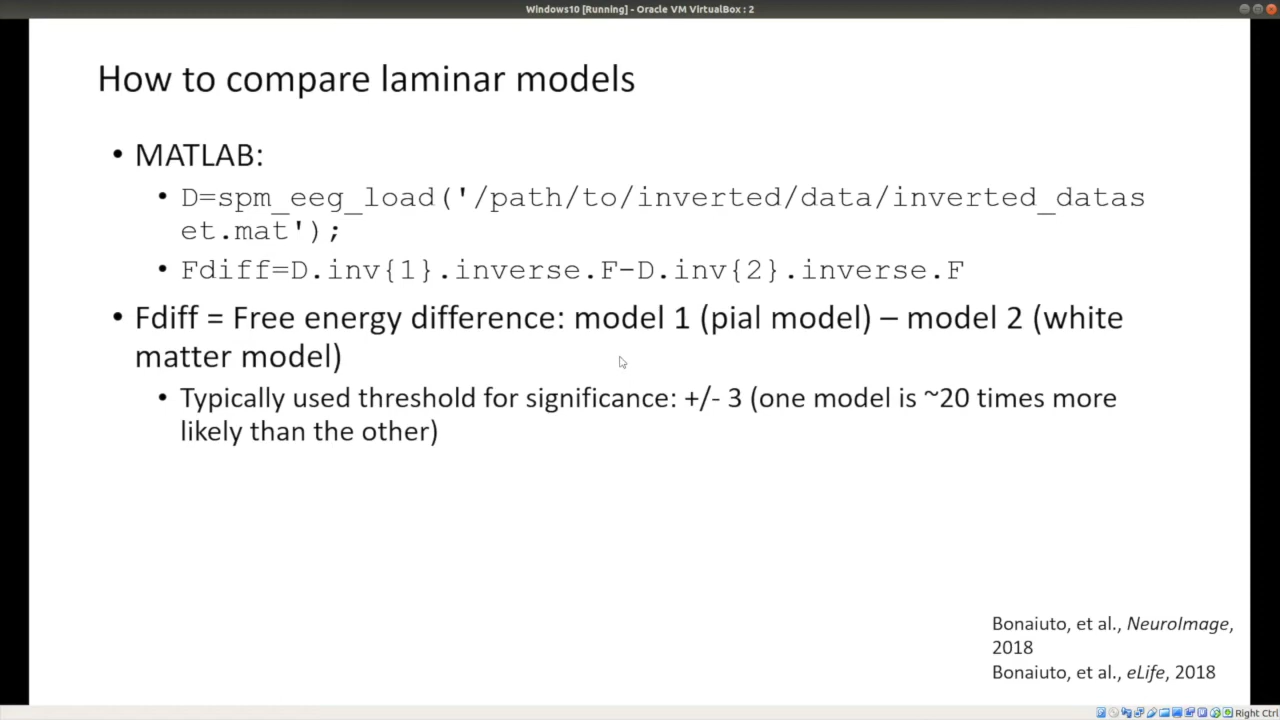 Windows10 [Running] - Oracle VM VirtualBox : 2
How to compare laminar models
• MATLAB:
• D=spm_eeg_load('/path/to/inverted/data/inverted_datas
et.mat');
• Fdiff=D.inv{1}.inverse.F-D.inv{2}.inverse.F
• Fdiff = Free energy difference: model 1 (pial model) – model 2 (white
matter model)
• Typically used threshold for significance: +/- 3 (one model is ~20 times more
likely than the other)
Bonaiuto, et al., NeuroImage,
2018
Bonaiuto, et al., eLife, 2018
Right Ctrl